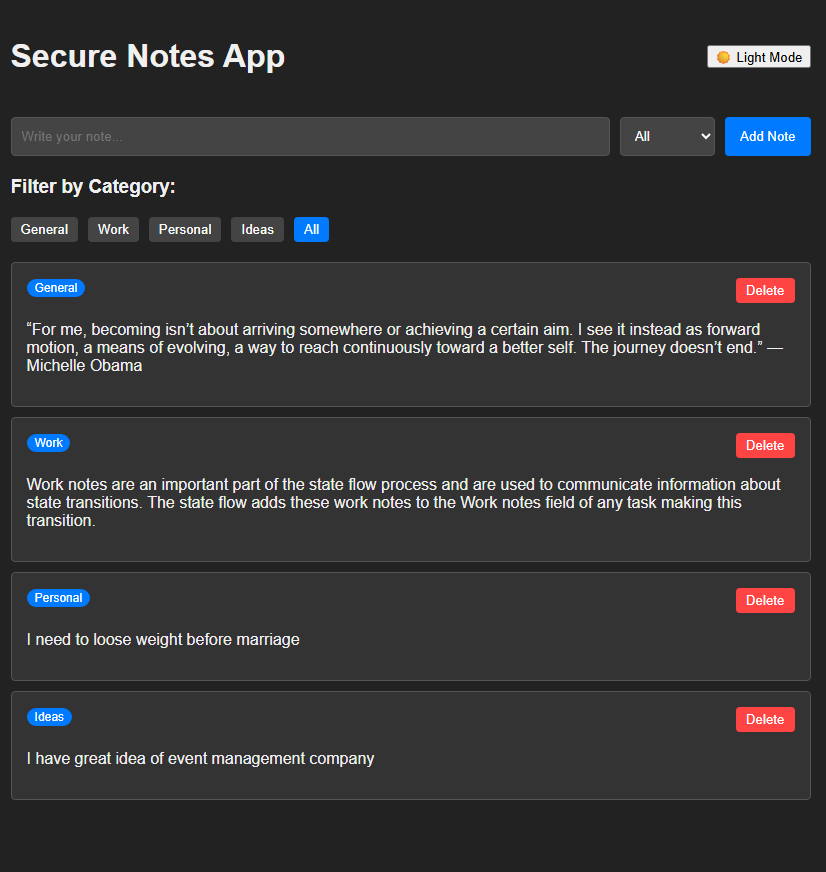 Secure Notes App
Light Mode
Write your note...
All
Add Note
Filter by Category:
General
Work
Personal
Ideas
All
General
Delete
“For me, becoming isn’t about arriving somewhere or achieving a certain aim. I see it instead as forward
motion, a means of evolving, a way to reach continuously toward a better self. The journey doesn’t end.” —
Michelle Obama
Work
Delete
Work notes are an important part of the state flow process and are used to communicate information about
state transitions. The state flow adds these work notes to the Work notes field of any task making this
transition.
Personal
Delete
I need to loose weight before marriage
Ideas
Delete
I have great idea of event management company